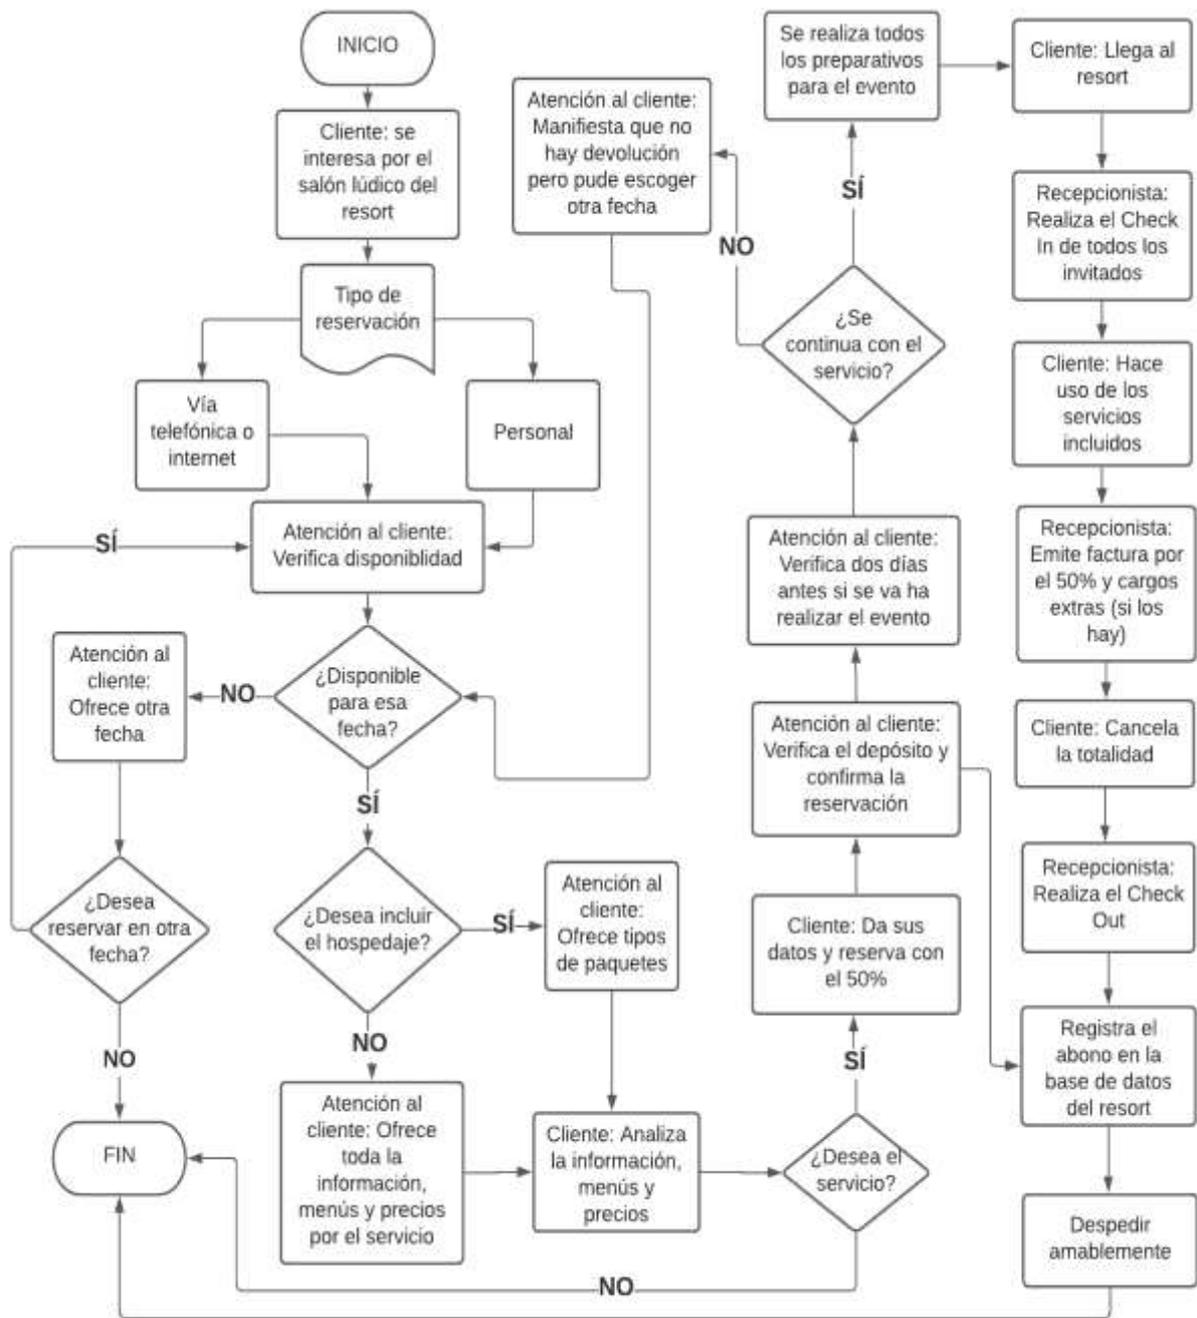 INICIO
Cliente: se
interesa por el
salón lúdico del
resort
Tipo de
reservación
Vía
telefónica o
internet
Personal
Atención al cliente:
Verifica disponiblidad
¿Disponible
para esa
fecha?
NO
Atención al
cliente:
Ofrece otra
fecha
¿Desea
reservar en otra
fecha?
SÍ
NO
FIN
SÍ
¿Desea incluir
el hospedaje?
SÍ
Atención al
cliente:
Ofrece tipos
de paquetes
NO
Atención al
cliente: Ofrece
toda la
información,
menús y precios
por el servicio
Cliente: Analiza
la información,
menús y
precios
¿Desea el
servicio?
NO
SÍ
Cliente: Da sus
datos y reserva con
el 50%
Atención al cliente:
Verifica el depósito y
confirma la
reservación
Atención al cliente:
Verifica dos días
antes si se va ha
realizar el evento
¿Se
continua con el
servicio?
NO
Atención al cliente:
Manifiesta que no
hay devolución
pero pude escoger
otra fecha
SÍ
Se realiza todos
los preparativos
para el evento
Cliente: Llega al
resort
Recepcionista:
Realiza el Check
In de todos los
invitados
Cliente: Hace
uso de los
servicios
incluidos
Recepcionista:
Emite factura por
el 50% y cargos
extras (si los
hay)
Cliente: Cancela
la totalidad
Recepcionista:
Realiza el Check
Out
Registra el
abono en la
base de datos
del resort
Despedir
amablemente